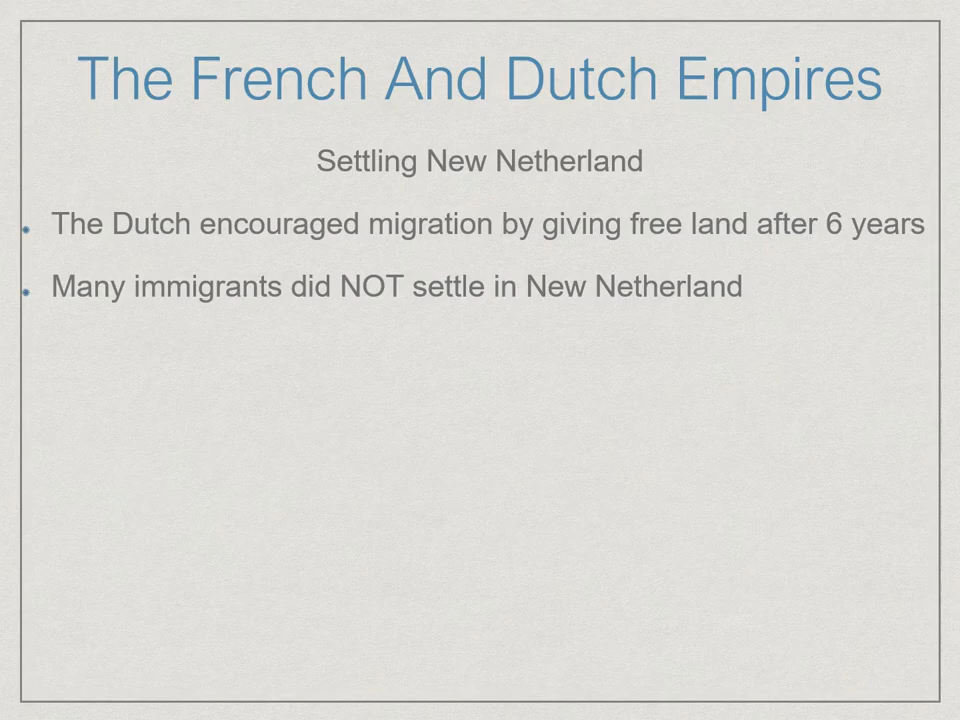 The French And Dutch Empires
Settling New Netherland
The Dutch encouraged migration by giving free land after 6 years
Many immigrants did NOT settle in New Netherland